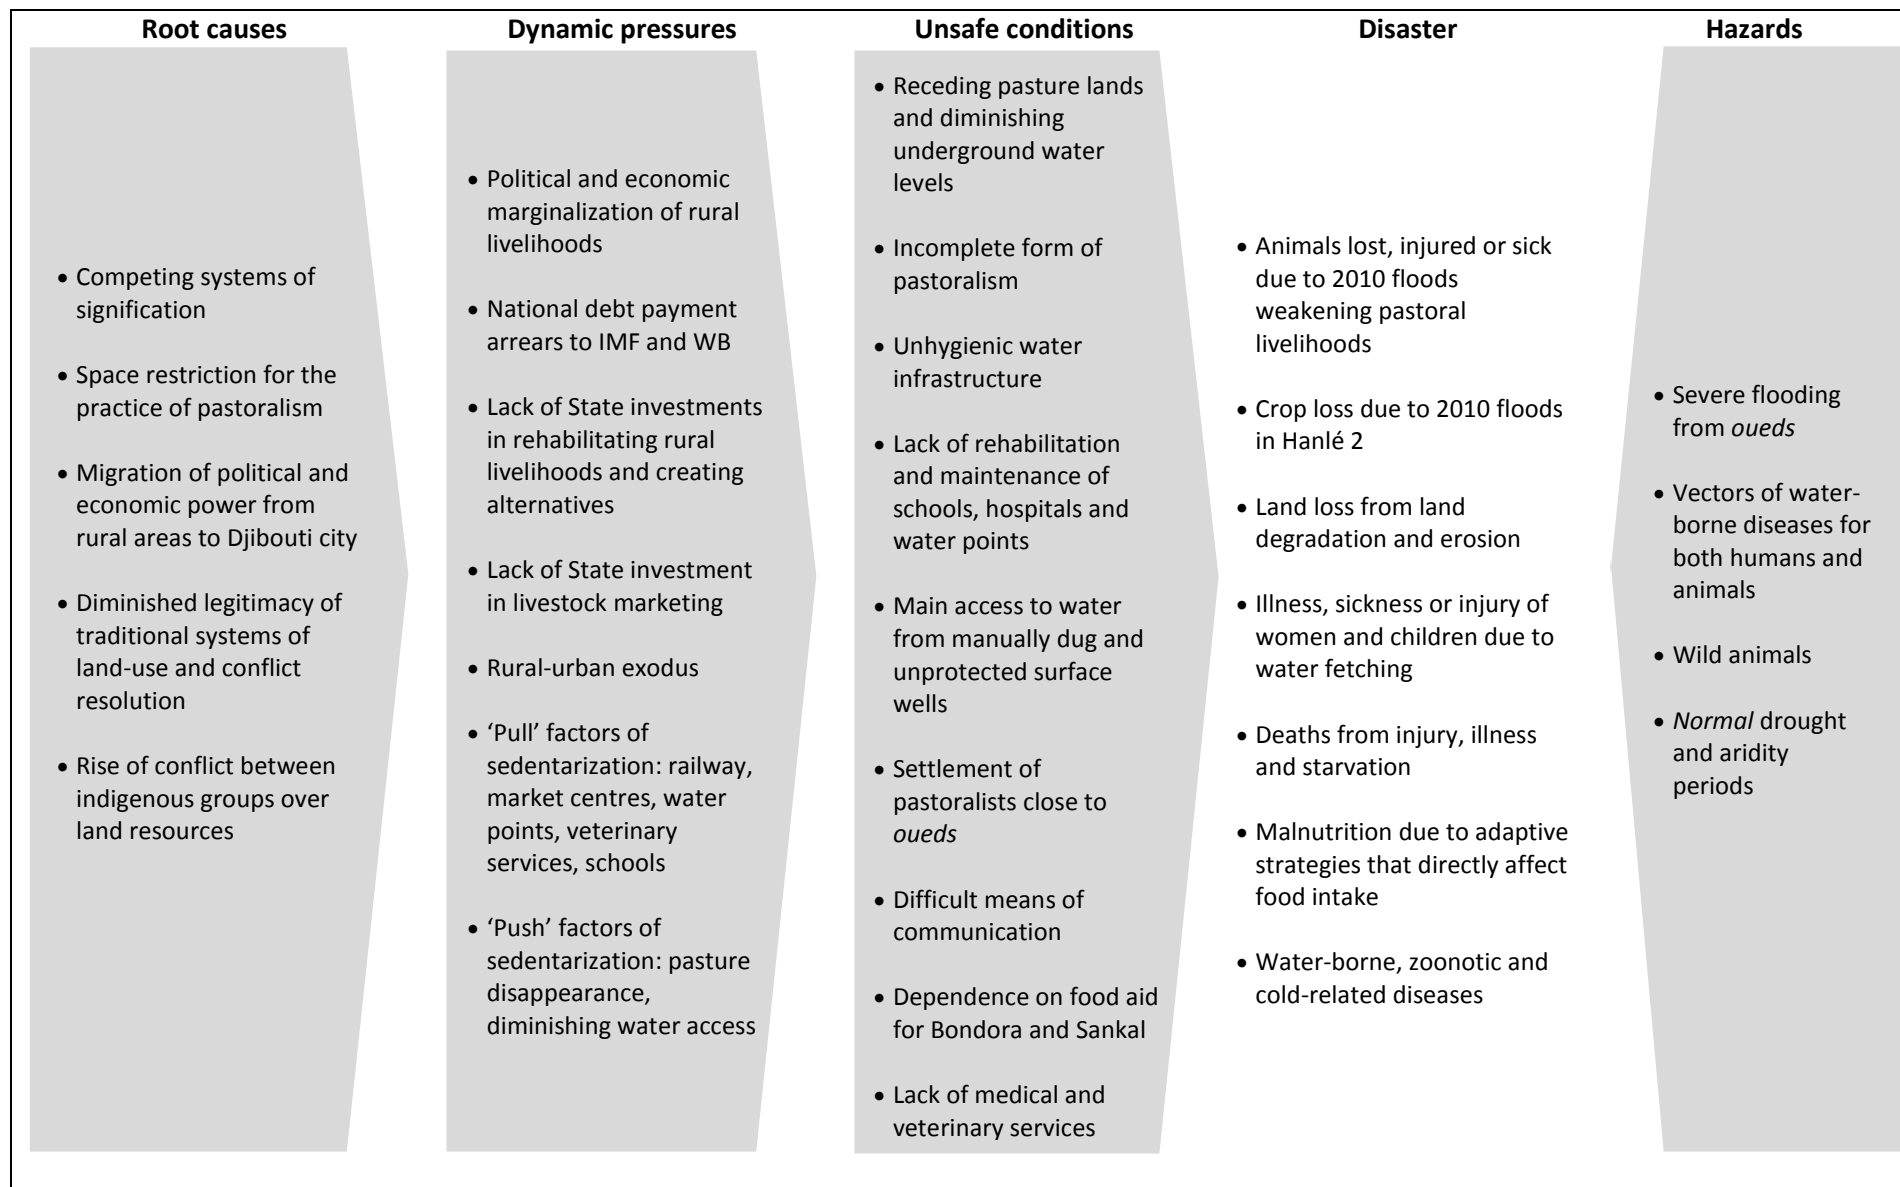 Root causes
Dynamic pressures
Unsafe conditions
Disaster
Hazards
• Competing systems of
signification
• Space restriction for the
practice of pastoralism
• Migration of political and
economic power from
rural areas to Djibouti city
• Diminished legitimacy of
traditional systems of
land-use and conflict
resolution
• Rise of conflict between
indigenous groups over
land resources
• Political and economic
marginalization of rural
livelihoods
• National debt payment
arrears to IMF and WB
• Lack of State investments
in rehabilitating rural
livelihoods and creating
alternatives
• Lack of State investment
in livestock marketing
• Rural-urban exodus
• ‘Pull’ factors of
sedentarization: railway,
market centres, water
points, veterinary
services, schools
• ‘Push’ factors of
sedentarization: pasture
disappearance,
diminishing water access
• Receding pasture lands
and diminishing
underground water
levels
• Incomplete form of
pastoralism
• Unhygienic water
infrastructure
• Lack of rehabilitation
and maintenance of
schools, hospitals and
water points
• Main access to water
from manually dug and
unprotected surface
wells
• Settlement of
pastoralists close to
oueds
• Difficult means of
communication
• Dependence on food aid
for Bondora and Sankal
• Lack of medical and
veterinary services
• Animals lost, injured or sick
due to 2010 floods
weakening pastoral
livelihoods
• Crop loss due to 2010 floods
in Hanlé 2
• Land loss from land
degradation and erosion
• Illness, sickness or injury of
women and children due to
water fetching
• Deaths from injury, illness
and starvation
• Malnutrition due to adaptive
strategies that directly affect
food intake
• Water-borne, zoonotic and
cold-related diseases
• Severe flooding
from oueds
• Vectors of water-
borne diseases for
both humans and
animals
• Wild animals
• Normal drought
and aridity
periods